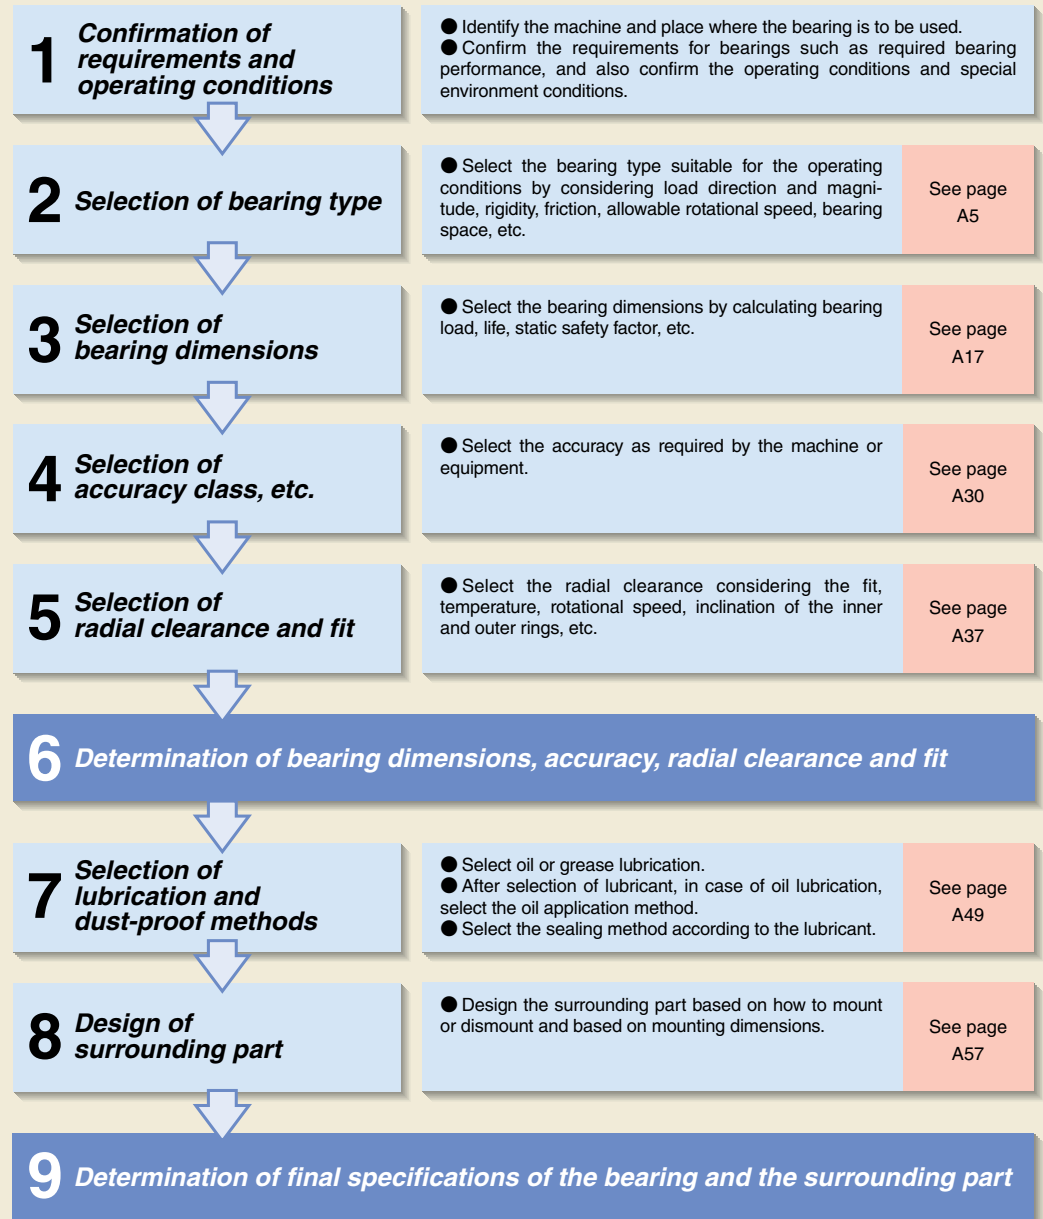 1
Confirmation of
requirements and
operating conditions
● Identify the machine and place where the bearing is to be used.
● Confirm the requirements for bearings such as required bearing
performance, and also confirm the operating conditions and special
environment conditions.
2
Selection of bearing type
● Select the bearing type suitable for the operating
conditions by considering load direction and magni-
tude, rigidity, friction, allowable rotational speed, bearing
space, etc.
See page
A5
3
Selection of
bearing dimensions
● Select the bearing dimensions by calculating bearing
load, life, static safety factor, etc.
See page
A17
4
Selection of
accuracy class, etc.
● Select the accuracy as required by the machine or
equipment.
See page
A30
5
Selection of
radial clearance and fit
● Select the radial clearance considering the fit,
temperature, rotational speed, inclination of the inner
and outer rings, etc.
See page
A37
6 Determination of bearing dimensions, accuracy, radial clearance and fit
7
Selection of
lubrication and
dust-proof methods
● Select oil or grease lubrication.
● After selection of lubricant, in case of oil lubrication,
select the oil application method.
● Select the sealing method according to the lubricant.
See page
A49
8
Design of
surrounding part
● Design the surrounding part based on how to mount
or dismount and based on mounting dimensions.
See page
A57
9 Determination of final specifications of the bearing and the surrounding part